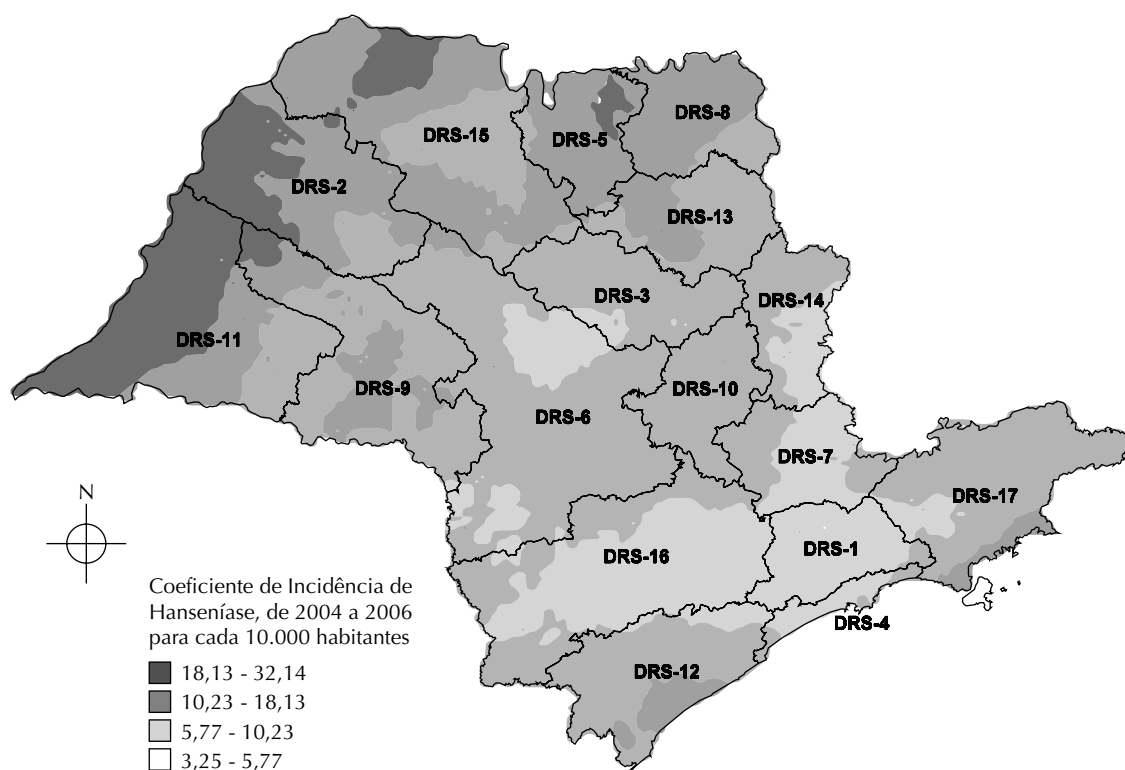 DRS-8
DRS-15
DRS-5
DRS-2
DRS-13
DRS-3
DRS-14
DRS-11
DRS-9
DRS-10
DRS-6
DRS-7
DRS-17
N
DRS-16
DRS-1
DRS-4
DRS-12
Coeficiente de Incidência de
Hanseníase, de 2004 a 2006
para cada 10.000 habitantes
18,13 - 32,14
10,23 - 18,13
5,77 - 10,23
3,25 - 5,77